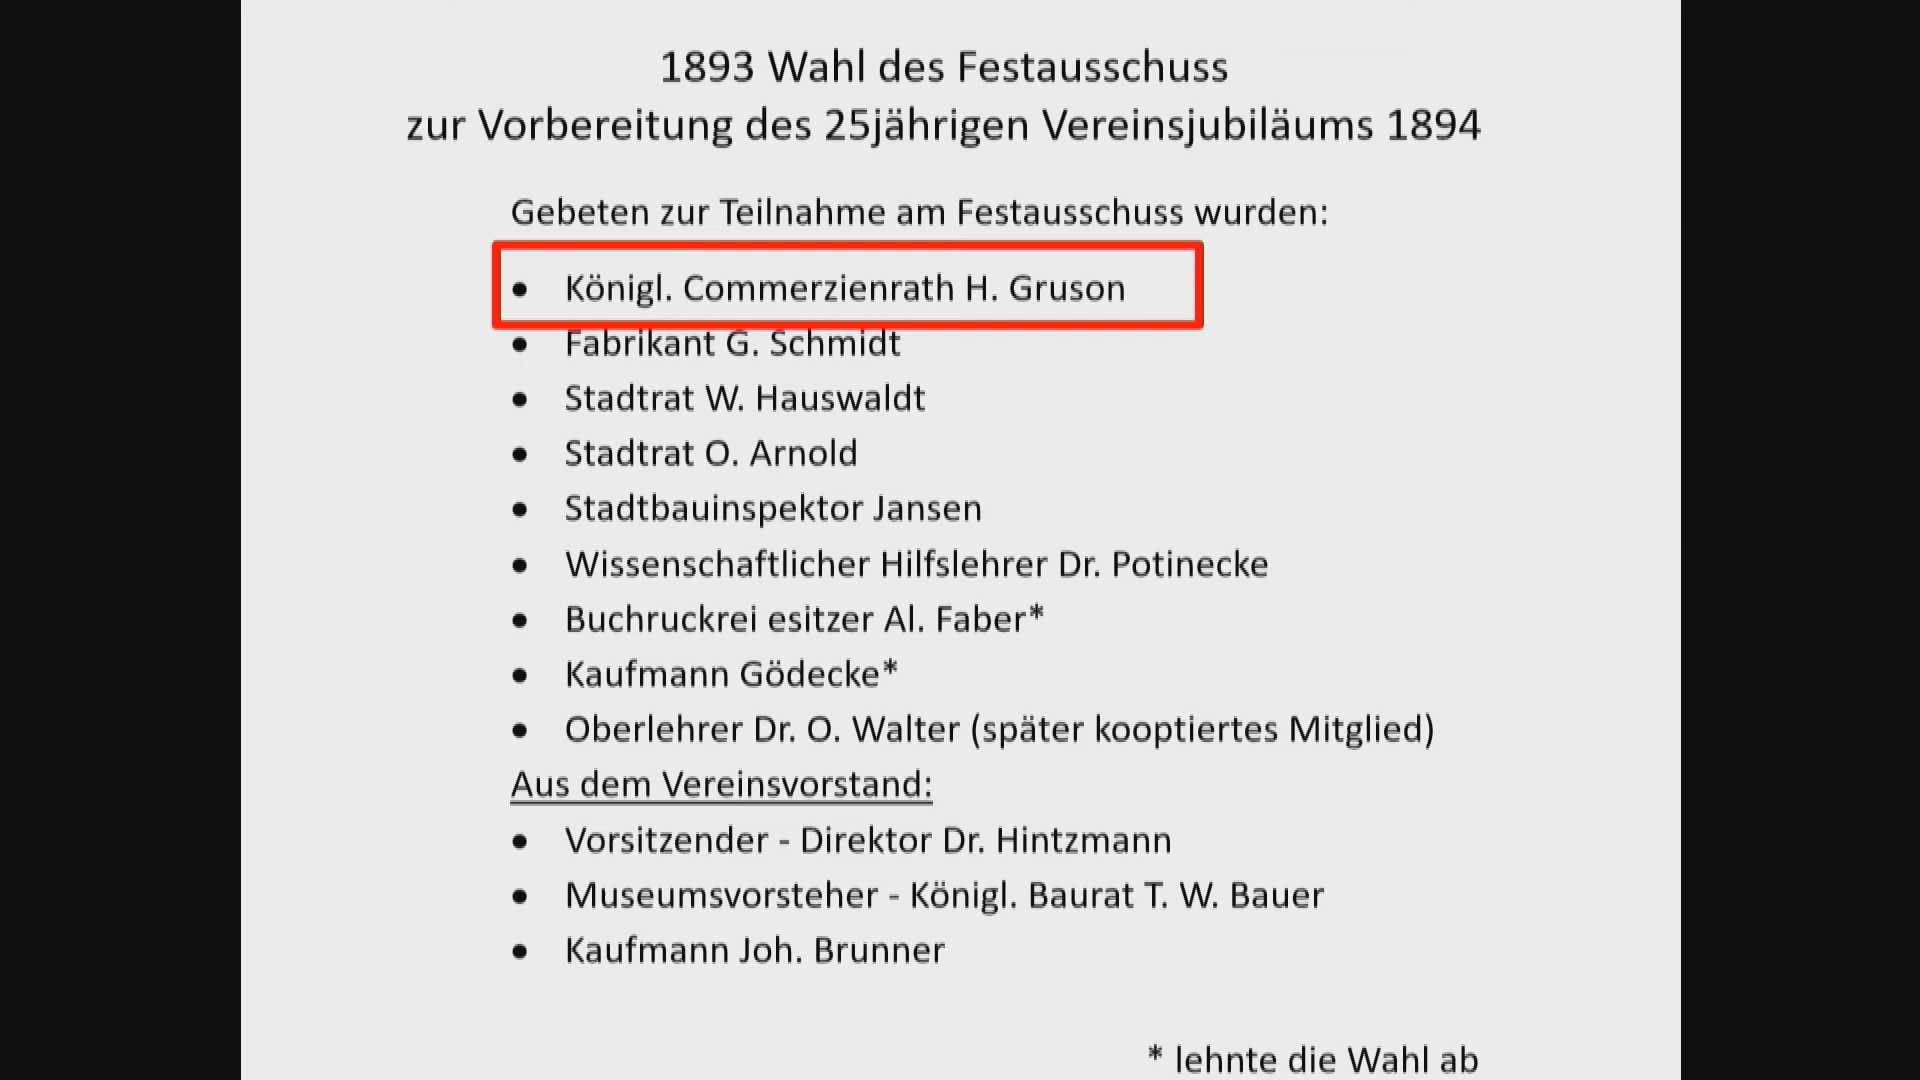 1893 Wahl des Festausschuss
zur Vorbereitung des 25jährigen Vereinsjubiläums 1894
Gebeten zur Teilnahme am Festausschuss wurden:
• Königl. Commerzienrath H. Gruson
• Fabrikant G. Schmidt
• Stadtrat W. Hauswaldt
• Stadtrat O. Arnold
• Stadtbauinspektor Jansen
• Wissenschaftlicher Hilfslehrer Dr. Potinecke
• Buchruckrei esitzer Al. Faber*
• Kaufmann Gödecke*
• Oberlehrer Dr. O. Walter (später kooptiertes Mitglied)
Aus dem Vereinsvorstand:
• Vorsitzender - Direktor Dr. Hintzmann
• Museumsvorsteher - Königl. Baurat T. W. Bauer
• Kaufmann Joh. Brunner
* lehnte die Wahl ab